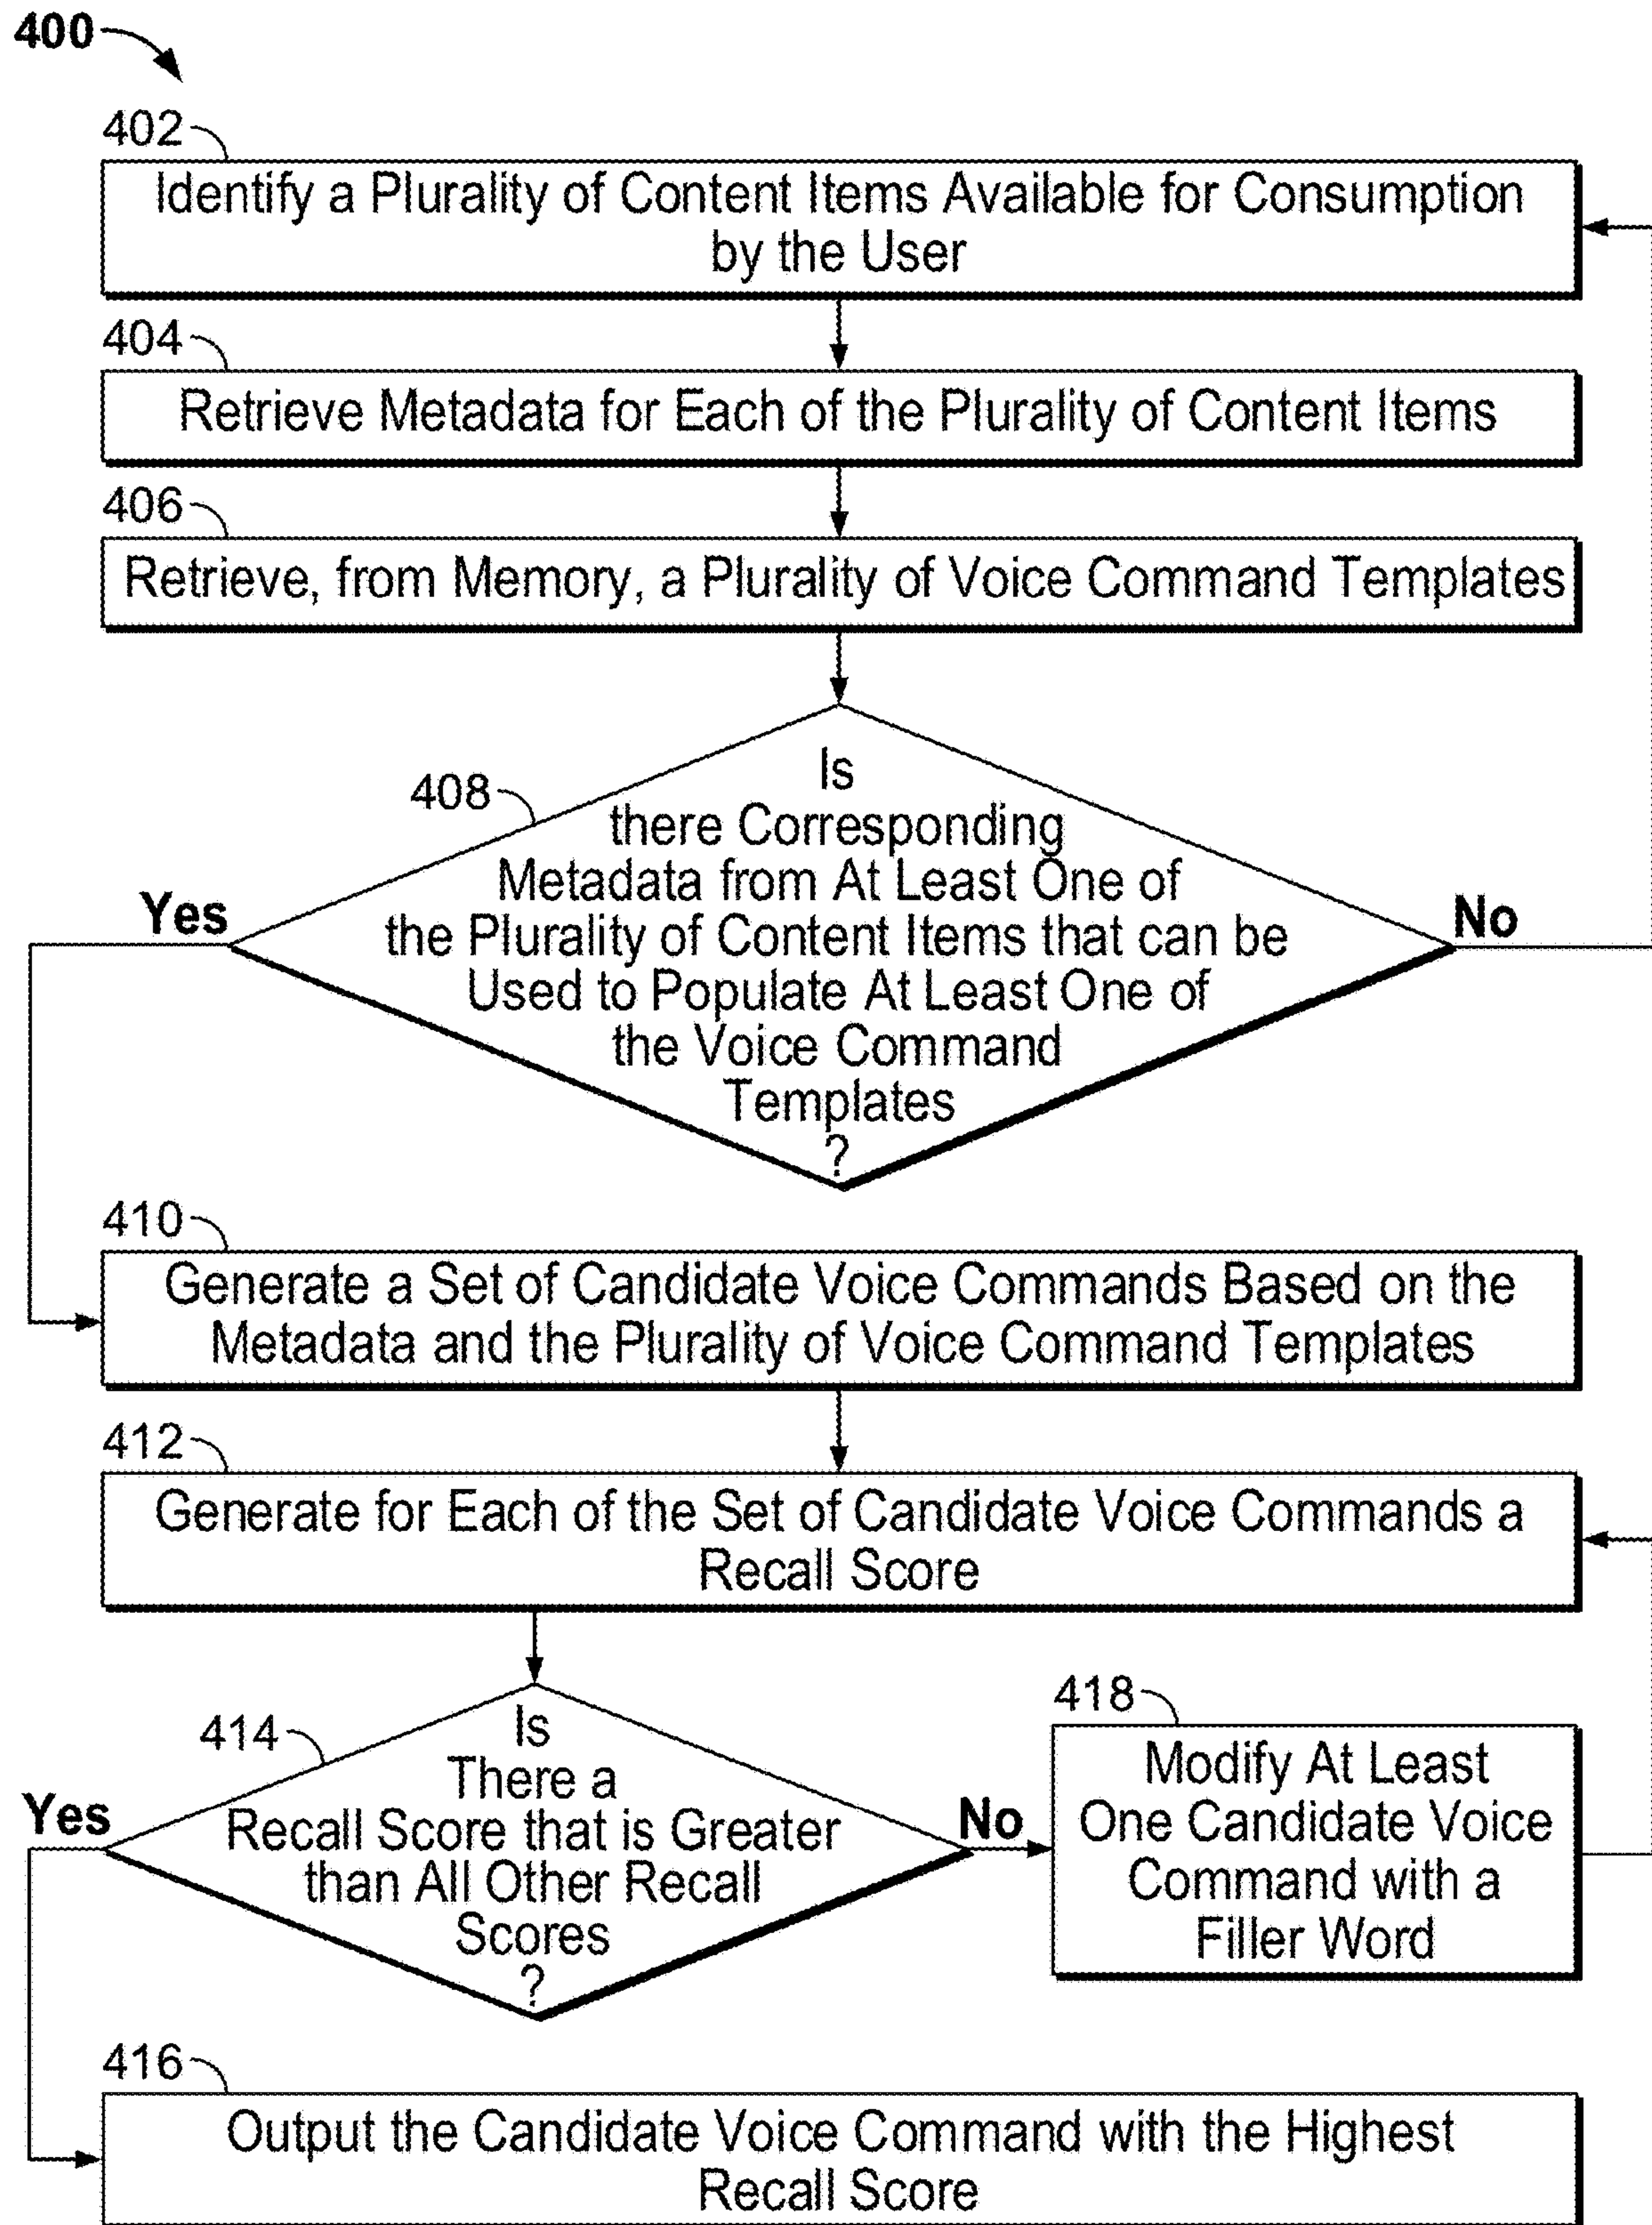 400
402
Identify a Plurality of Content Items Available for Consumption
by the User
404
Retrieve Metadata for Each of the Plurality of Content Items
406
Retrieve, from Memory, a Plurality of Voice Command Templates
408
Is
there Corresponding
Metadata from At Least One of
the Plurality of Content Items that can be
Used to Populate At Least One of
the Voice Command
Templates
?
Yes
No
410
Generate a Set of Candidate Voice Commands Based on the
Metadata and the Plurality of Voice Command Templates
412
Generate for Each of the Set of Candidate Voice Commands a
Recall Score
414
Is
There a
Recall Score that is Greater
than All Other Recall
Scores
?
Yes
No
418
Modify At Least
One Candidate Voice
Command with a
Filler Word
416
Output the Candidate Voice Command with the Highest
Recall Score